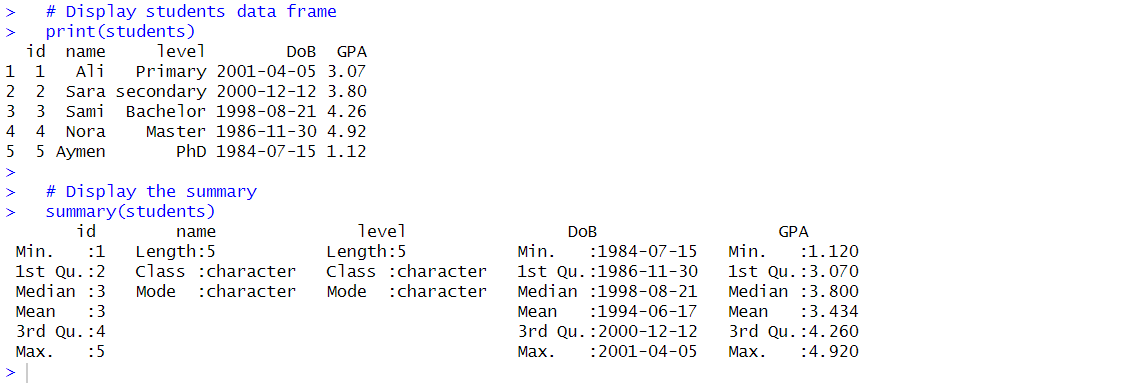 >   # Display students data frame
>   print(students)
  id  name     level        DoB  GPA
1  1   Ali   Primary 2001-04-05 3.07
2  2  Sara secondary 2000-12-12 3.80
3  3  Sami  Bachelor 1998-08-21 4.26
4  4  Nora    Master 1986-11-30 4.92
5  5 Aymen       PhD 1984-07-15 1.12
>
>   # Display the summary
>   summary(students)
       id        name              level                DoB                  GPA
 Min.   :1   Length:5           Length:5           Min.   :1984-07-15   Min.   :1.120
 1st Qu.:2   Class :character   Class :character   1st Qu.:1986-11-30   1st Qu.:3.070
 Median :3   Mode  :character   Mode  :character   Median :1998-08-21   Median :3.800
 Mean   :3                                         Mean   :1994-06-17   Mean   :3.434
 3rd Qu.:4                                         3rd Qu.:2000-12-12   3rd Qu.:4.260
 Max.   :5                                         Max.   :2001-04-05   Max.   :4.920
>